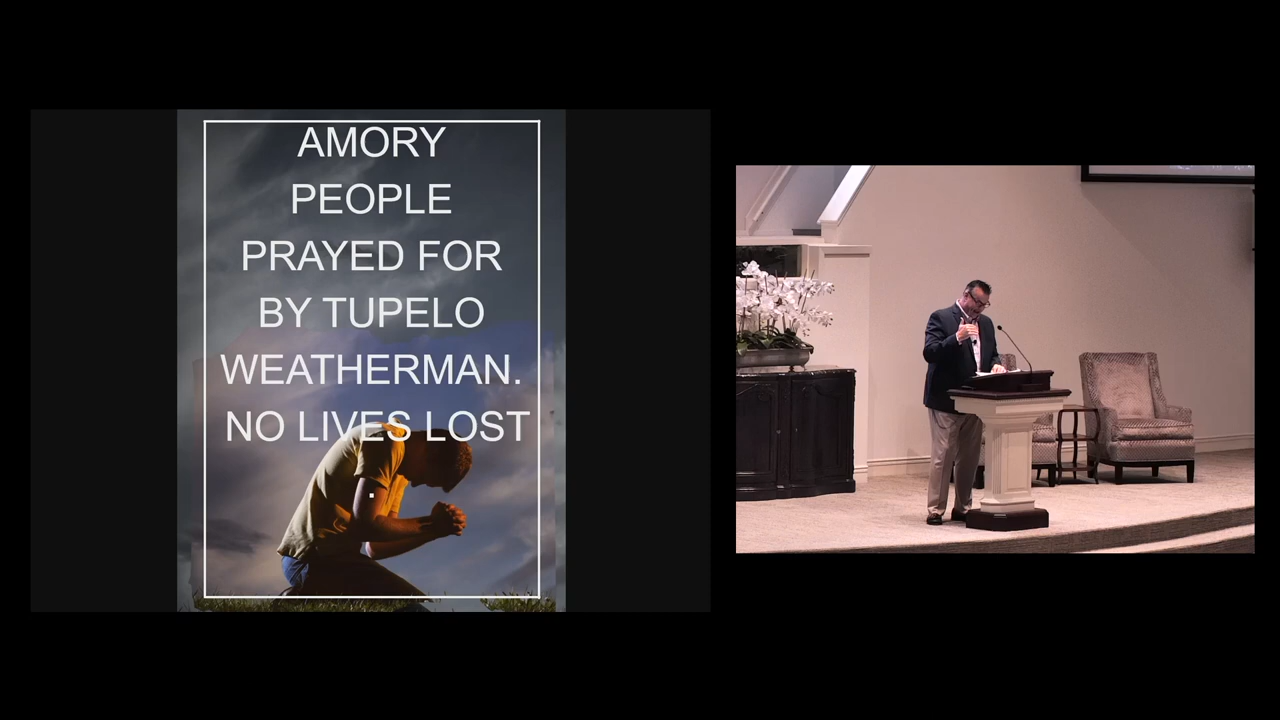 AMORY
PEOPLE
PRAYED FOR
BY TUPELO
WEATHERMAN.
NO LIVES LOST